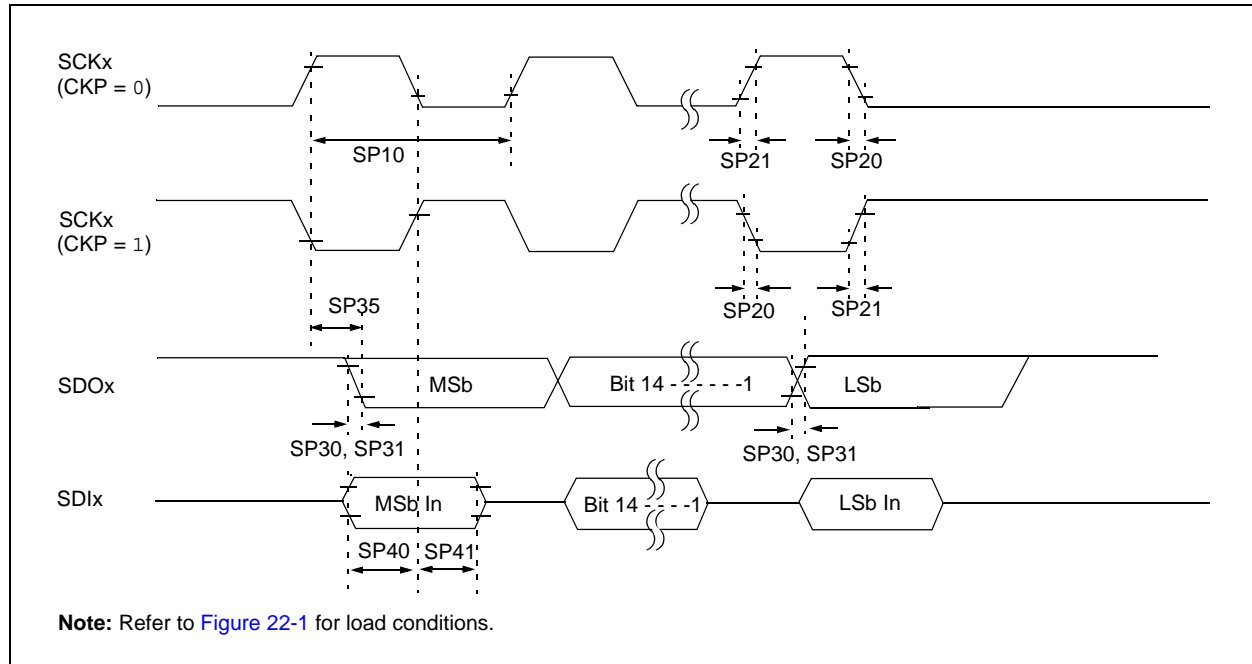 SCKx
(CKP = 0)
SP10
SP21
SP20
SCKx
(CKP = 1)
SP35
SP20
SP21
SDOx
MSb
Bit 14 - - - - - -1
LSb
SP30, SP31
SP30, SP31
SDIx
MSb In
Bit 14 - - - - -1
LSb In
SP40
SP41
Note: Refer to Figure 22-1 for load conditions.